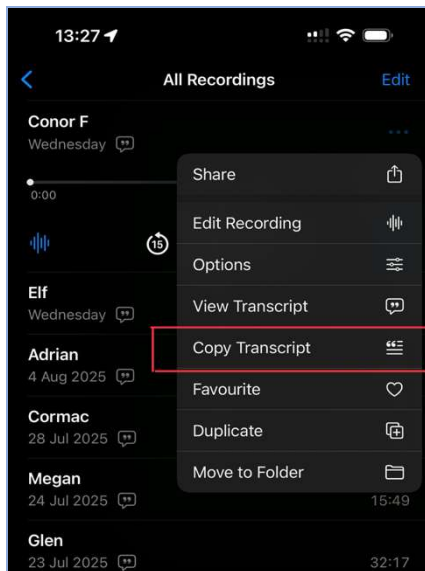 13:27
All Recordings Edit
Conor F
Wednesday
Share
0:00
Edit Recording
15
Options
Elf
Wednesday
View Transcript
Adrian
Copy Transcript
4 Aug 2025
Favourite
Cormac
28 Jul 2025
Duplicate
Megan
Move to Folder
24 Jul 2025 15:49
Glen
23 Jul 2025 32:17